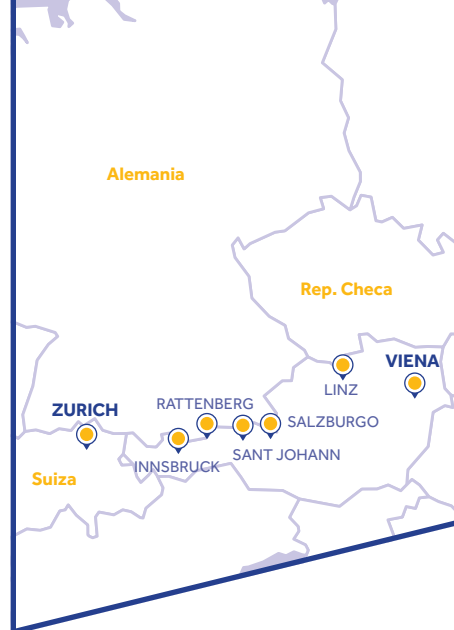 Alemania
Rep. Checa
VIENA
LINZ
RATTENBERG
ZURICH
SALZBURGO
SANT JOHANN
INNSBRUCK
Suiza